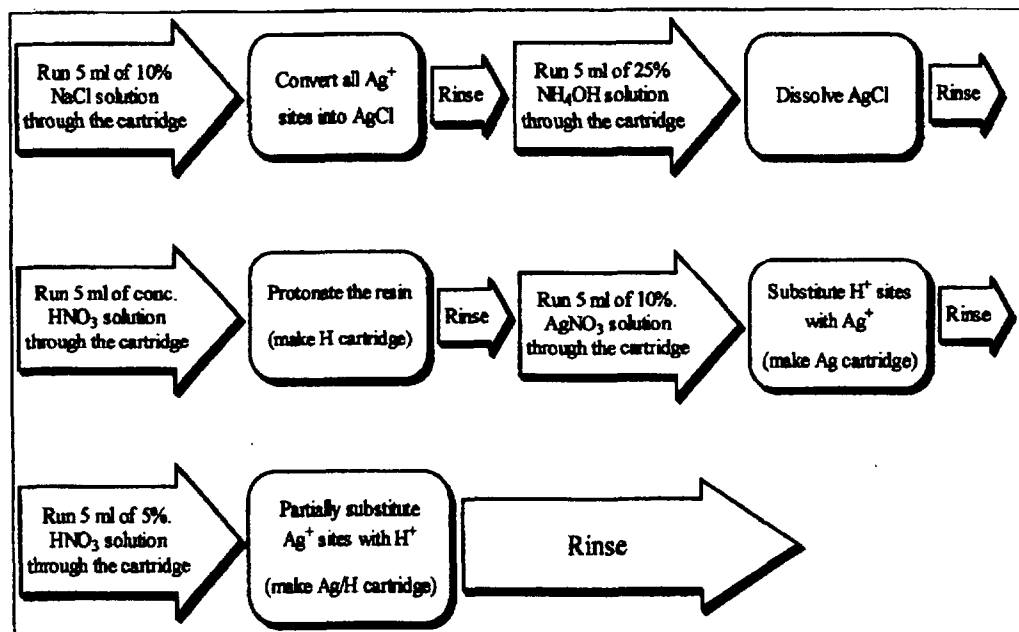 Run 5 ml of 10%
NaCl solution
through the cartridge
Convert all Ag⁺
sites into AgCl
Rinse
Run 5 ml of 25%
NH₄OH solution
through the cartridge
Dissolve AgCl
Rinse
Run 5 ml of conc.
HNO₃ solution
through the cartridge
Protonate the resin
(make H cartridge)
Rinse
Run 5 ml of 10%.
AgNO₃ solution
through the cartridge
Substitute H⁺ sites
with Ag⁺
(make Ag cartridge)
Rinse
Run 5 ml of 5%.
HNO₃ solution
through the cartridge
Partially substitute
Ag⁺ sites with H⁺
(make Ag/H cartridge)
Rinse